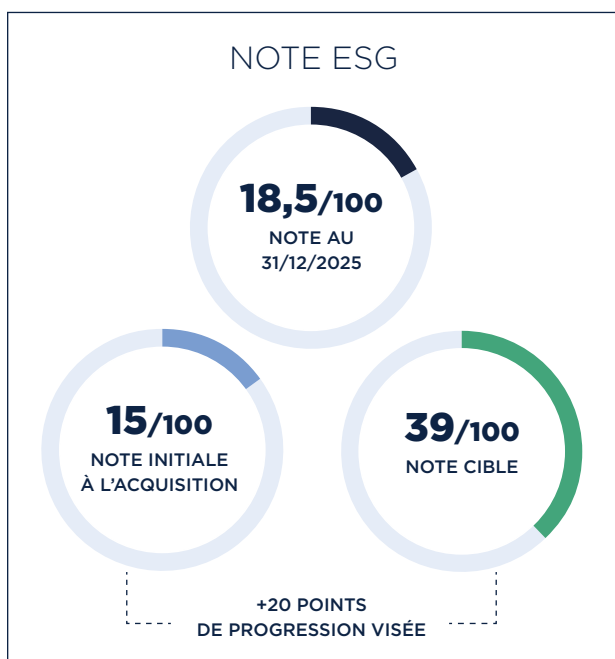 NOTE ESG
18,5/100
NOTE AU
31/12/2025
15/100
NOTE INITIALE
À L'ACQUISITION
39/100
NOTE CIBLE
+20 POINTS
DE PROGRESSION VISÉE